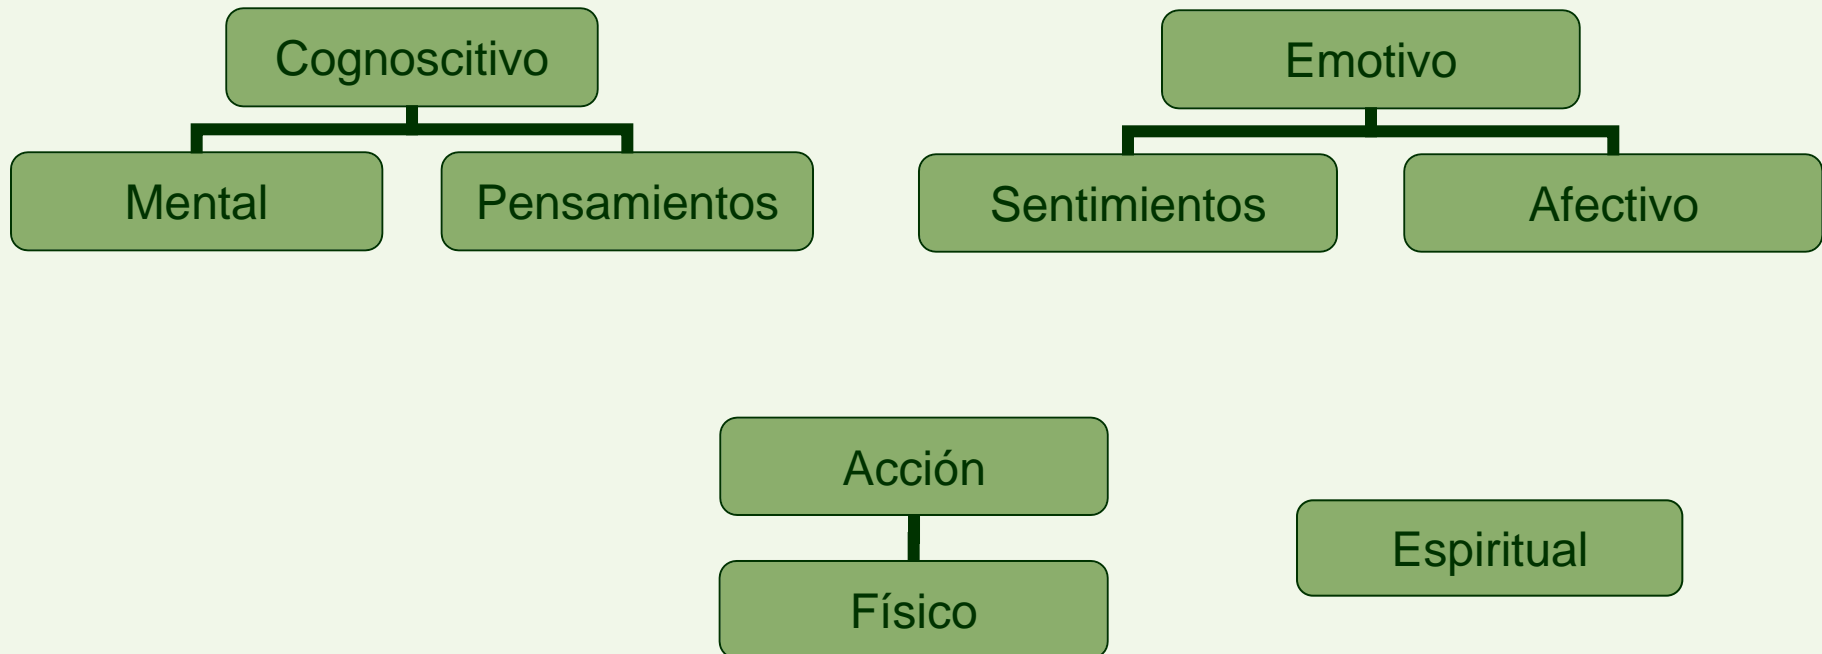 Cognoscitivo
Mental
Pensamientos
Emotivo
Sentimientos
Afectivo
Acción
Físico
Espiritual